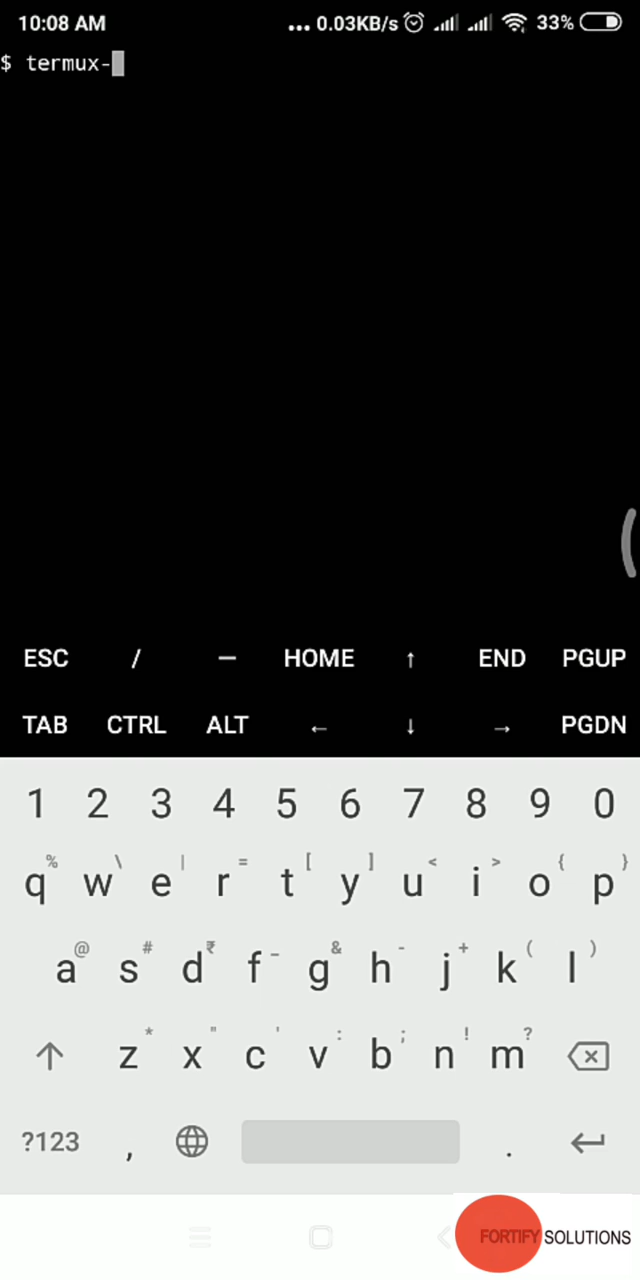 10:08 AM ... 0.03KB/s 33%
$ termux-
ESC / — HOME ↑ END PGUP
TAB CTRL ALT ← ↓ → PGDN
1 2 3 4 5 6 7 8 9 0
% \ | = [ ] < > { }
q w e r t y u i o p
@ # ₹ _ & - + ( )
a s d f g h j k l
* " ' : ; ! ?
z x c v b n m
?123 , .
FORTIFY SOLUTIONS